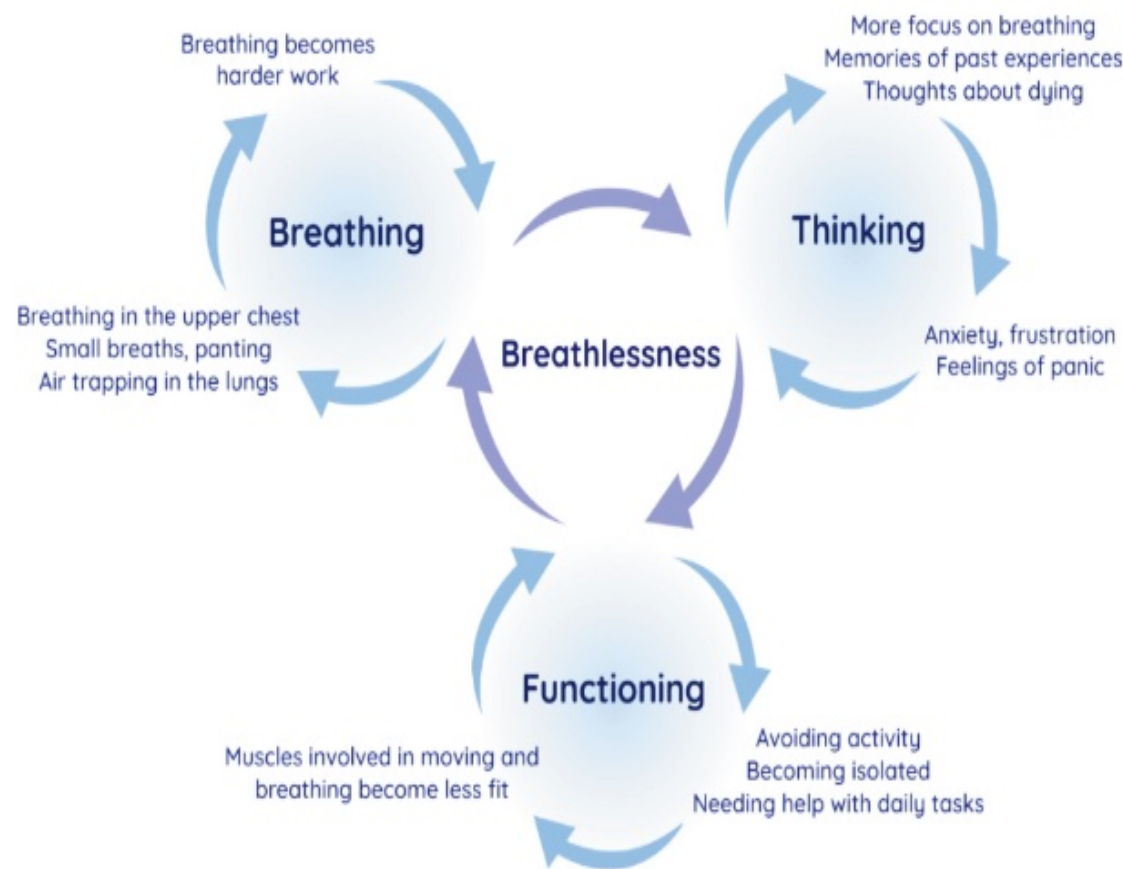 Breathing becomes
harder work
Breathing
Breathing in the upper chest
Small breaths, panting
Air trapping in the lungs
More focus on breathing
Memories of past experiences
Thoughts about dying
Thinking
Anxiety, frustration
Feelings of panic
Breathlessness
Functioning
Avoiding activity
Becoming isolated
Needing help with daily tasks
Muscles involved in moving and
breathing become less fit